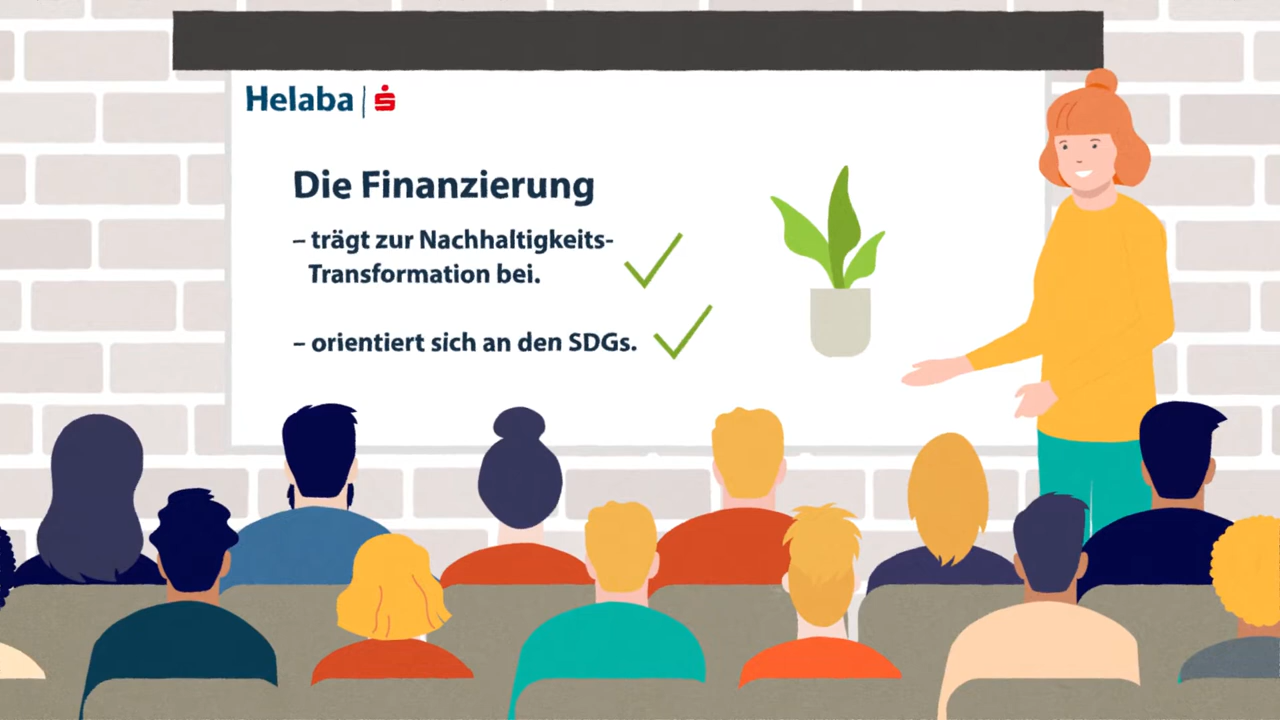 Helaba
Die Finanzierung
– trägt zur Nachhaltigkeits-
Transformation bei.
– orientiert sich an den SDGs.